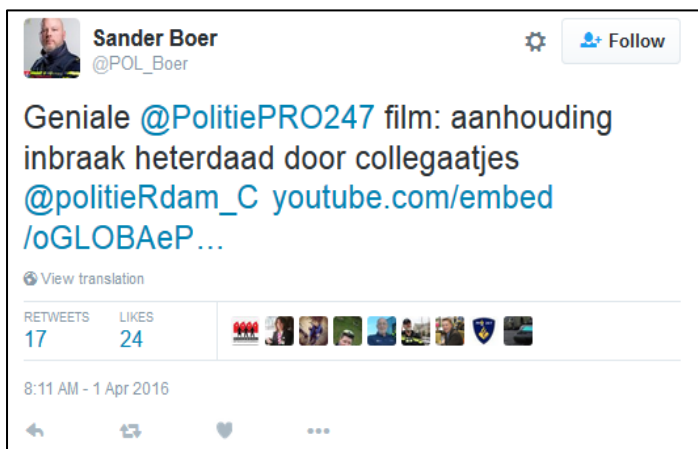 Sander Boer
@POL_Boer
Follow
Geniale @PolitiePRO247 film: aanhouding
inbraak heterdaad door collegaatjes
@politieRdam_C youtube.com/embed
/oGLOBAeP…
View translation
RETWEETS LIKES
17 24
8:11 AM - 1 Apr 2016